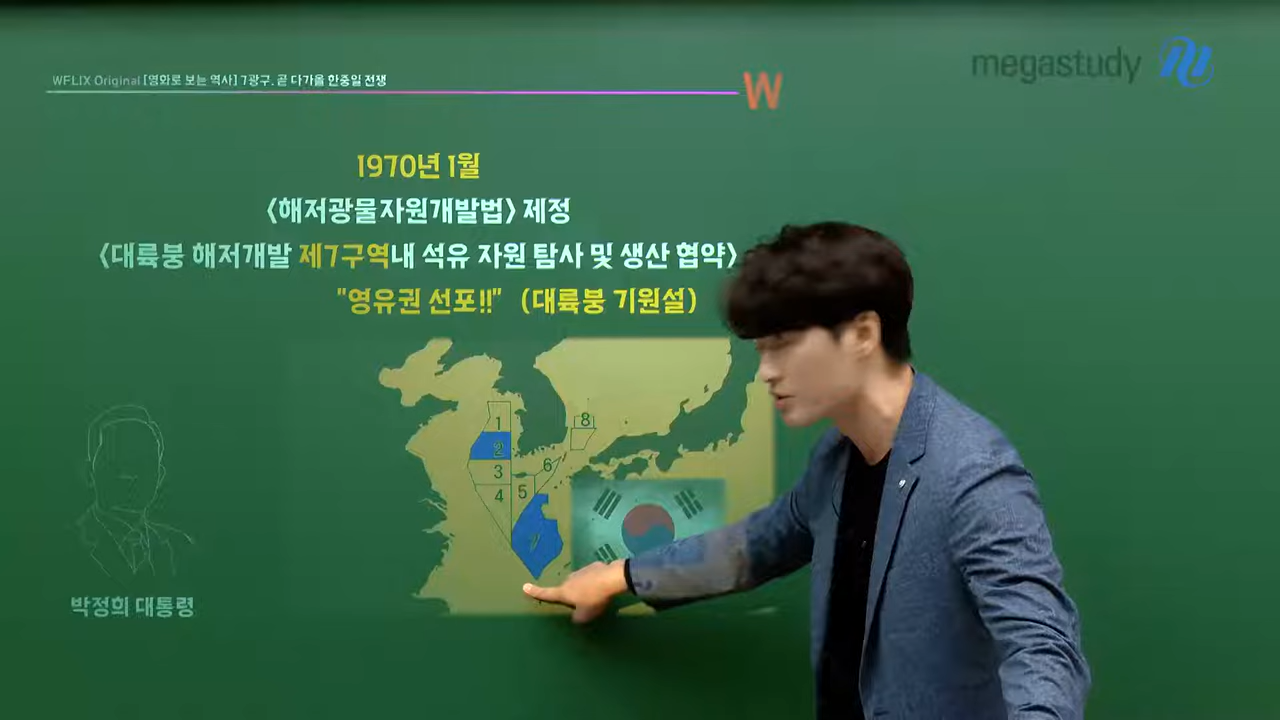 WFLIX Original [영화로 보는 역사] 7광구, 곧 다가올 한중일 전쟁
W
megastudy
1970년 1월
<해저광물자원개발법> 제정
<대륙붕 해저개발 제7구역내 석유 자원 탐사 및 생산 협약>
"영유권 선포!!" (대륙붕 기원설)
1
8
2
3
6
4
5
7
박정희 대통령